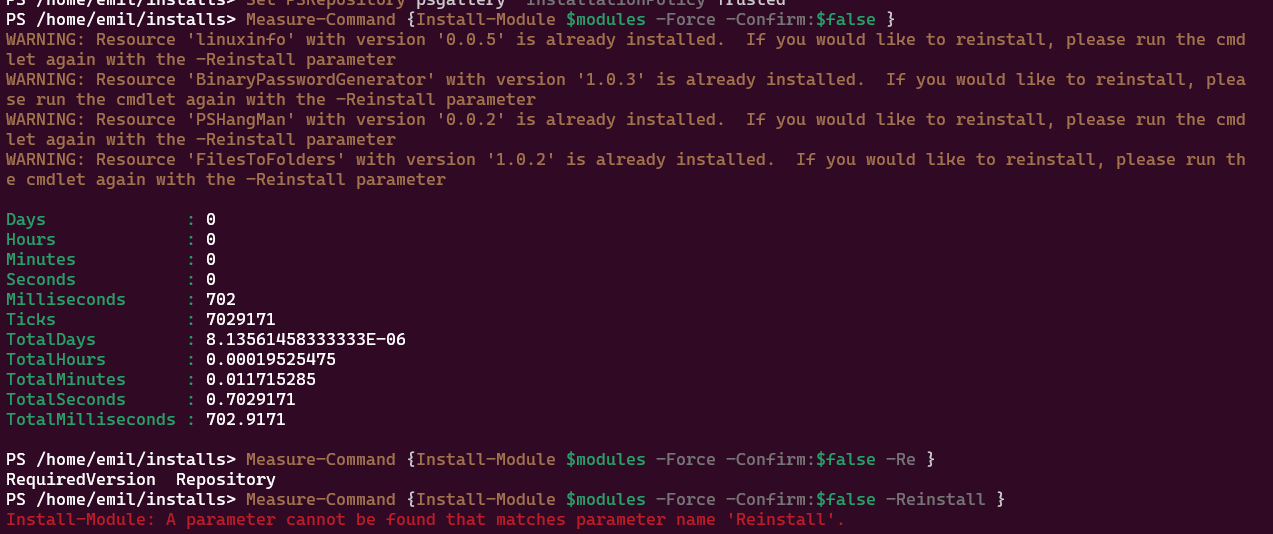 PS /home/emil/installs> Set PSRepository psgallery InstallationPolicy Trusted
PS /home/emil/installs> Measure-Command {Install-Module $modules -Force -Confirm:$false }
WARNING: Resource 'linuxinfo' with version '0.0.5' is already installed.  If you would like to reinstall, please run the cmd
let again with the -Reinstall parameter
WARNING: Resource 'BinaryPasswordGenerator' with version '1.0.3' is already installed.  If you would like to reinstall, plea
se run the cmdlet again with the -Reinstall parameter
WARNING: Resource 'PSHangMan' with version '0.0.2' is already installed.  If you would like to reinstall, please run the cmd
let again with the -Reinstall parameter
WARNING: Resource 'FilesToFolders' with version '1.0.2' is already installed.  If you would like to reinstall, please run th
e cmdlet again with the -Reinstall parameter
Days              : 0
Hours             : 0
Minutes           : 0
Seconds           : 0
Milliseconds      : 702
Ticks             : 7029171
TotalDays         : 8.13561458333333E-06
TotalHours        : 0.00019525475
TotalMinutes      : 0.011715285
TotalSeconds      : 0.7029171
TotalMilliseconds : 702.9171
PS /home/emil/installs> Measure-Command {Install-Module $modules -Force -Confirm:$false -Re }
RequiredVersion  Repository
PS /home/emil/installs> Measure-Command {Install-Module $modules -Force -Confirm:$false -Reinstall }
Install-Module: A parameter cannot be found that matches parameter name 'Reinstall'.